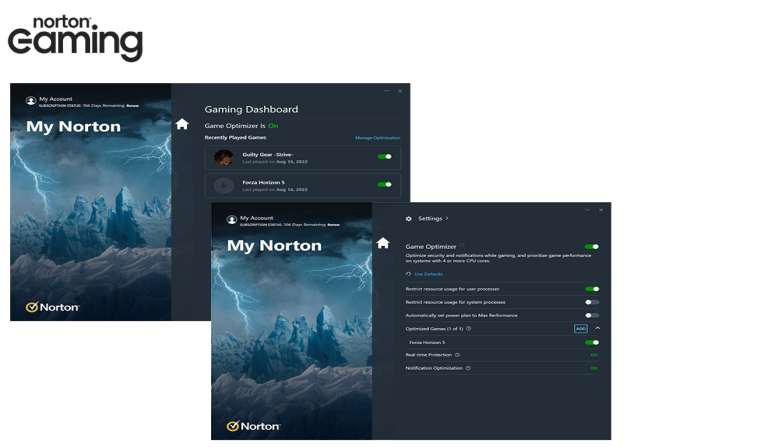 norton
Gaming
My Account
SUBSCRIPTION STATUS: 396 Days Remaining Renew
My Norton
Norton
Gaming Dashboard
Game Optimizer Is On
Recently Played Games
Manage Optimization
Guilty Gear -Strive-
Last played on Aug 16, 2022
Forza Horizon 5
Last played on Aug 16, 2022
My Account
SUBSCRIPTION STATUS: 396 Days Remaining Renew
My Norton
Norton
Settings
Game Optimizer
Optimize security and notifications while gaming, and prioritize game performance
on systems with 4 or more CPU cores.
Use Defaults
Restrict resource usage for user processes
Restrict resource usage for system processes
Automatically set power plan to Max Performance
Optimized Games (1 of 1)
ADD
Forza Horizon 5
Real-time Protection
On
Notification Optimization
On